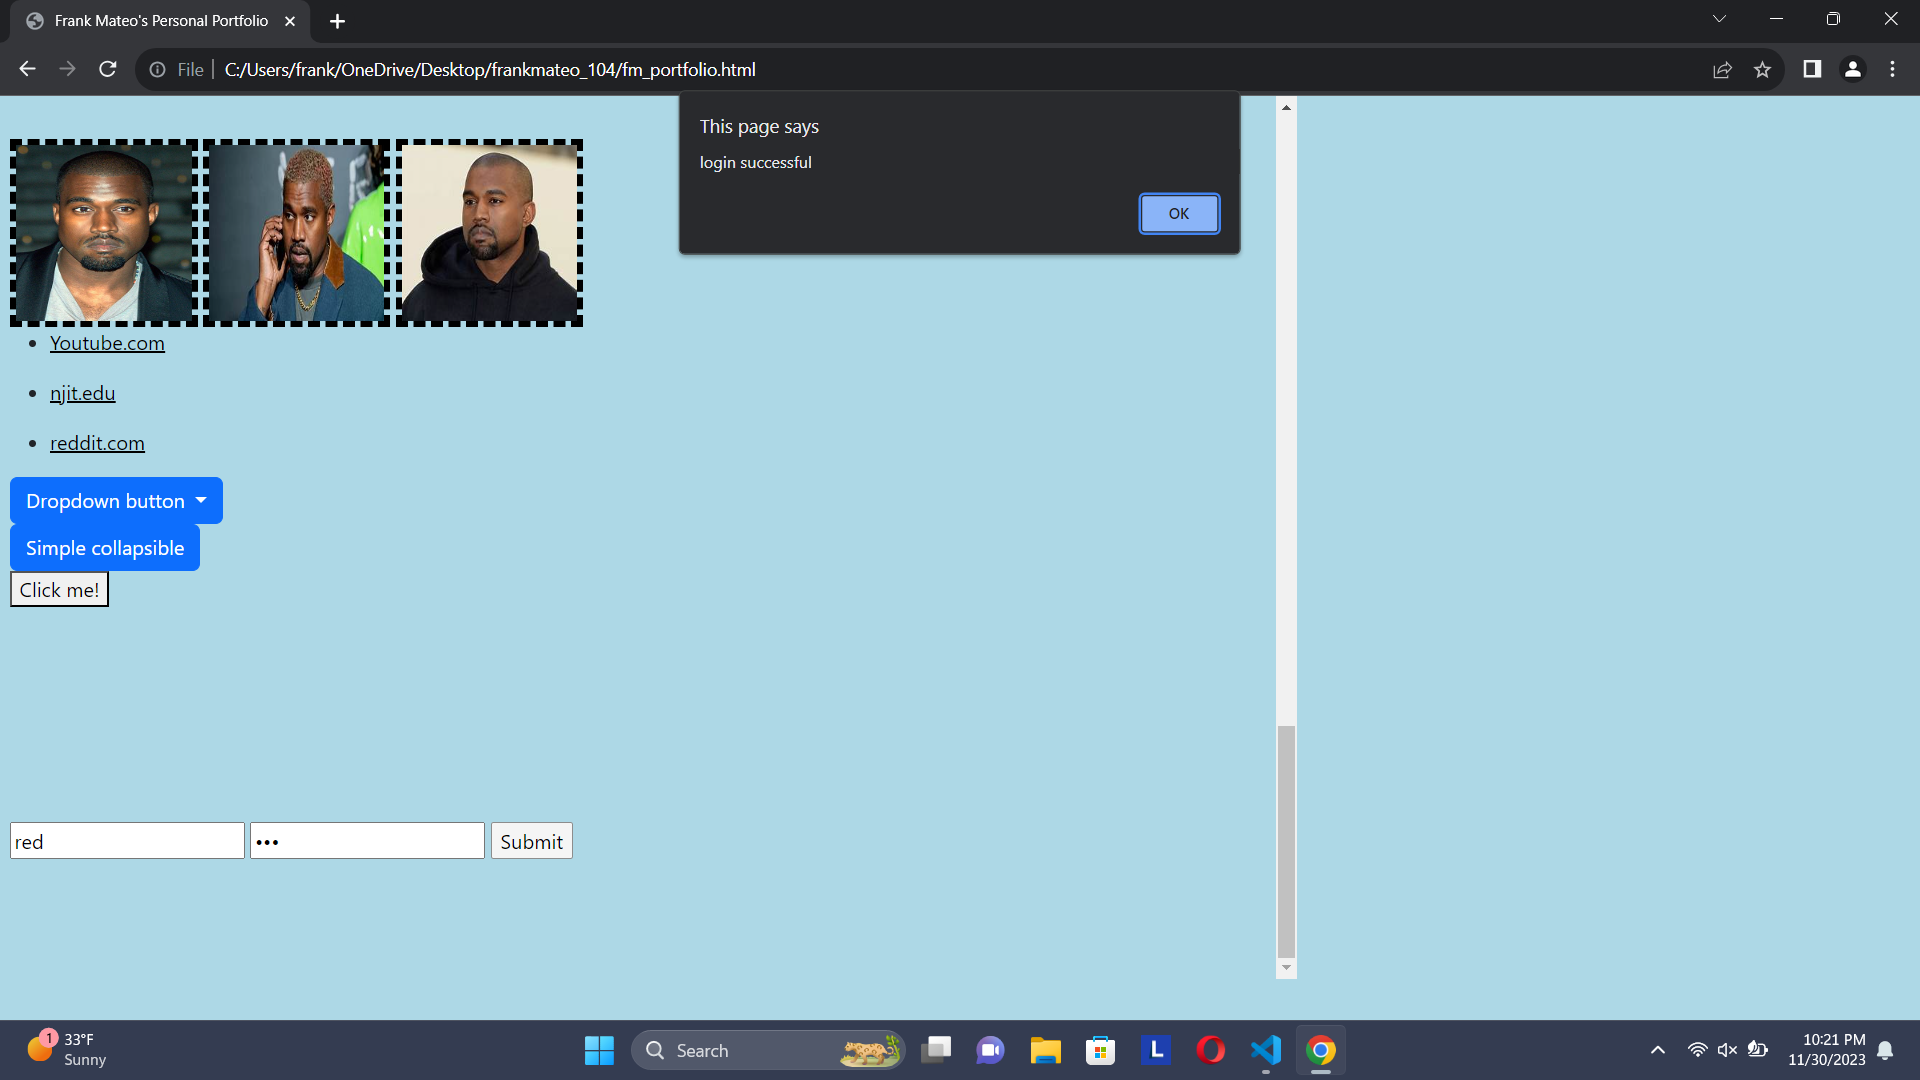 Frank Mateo's Personal Portfolio
File
C:/Users/frank/OneDrive/Desktop/frankmateo_104/fm_portfolio.html
This page says
login successful
OK
Youtube.com
njit.edu
reddit.com
Dropdown button
Simple collapsible
Click me!
red
Submit
1
33°F
Sunny
Search
L
10:21 PM
11/30/2023